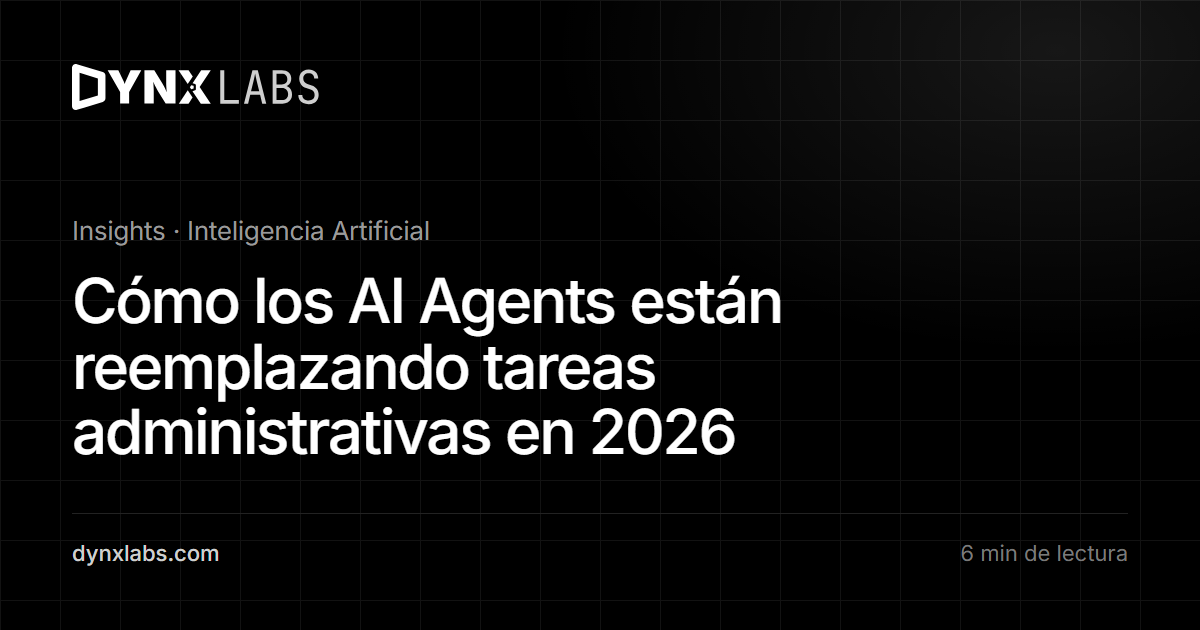 DYNX LABS
Insights · Inteligencia Artificial
Cómo los AI Agents están
reemplazando tareas
administrativas en 2026
dynxlabs.com
6 min de lectura